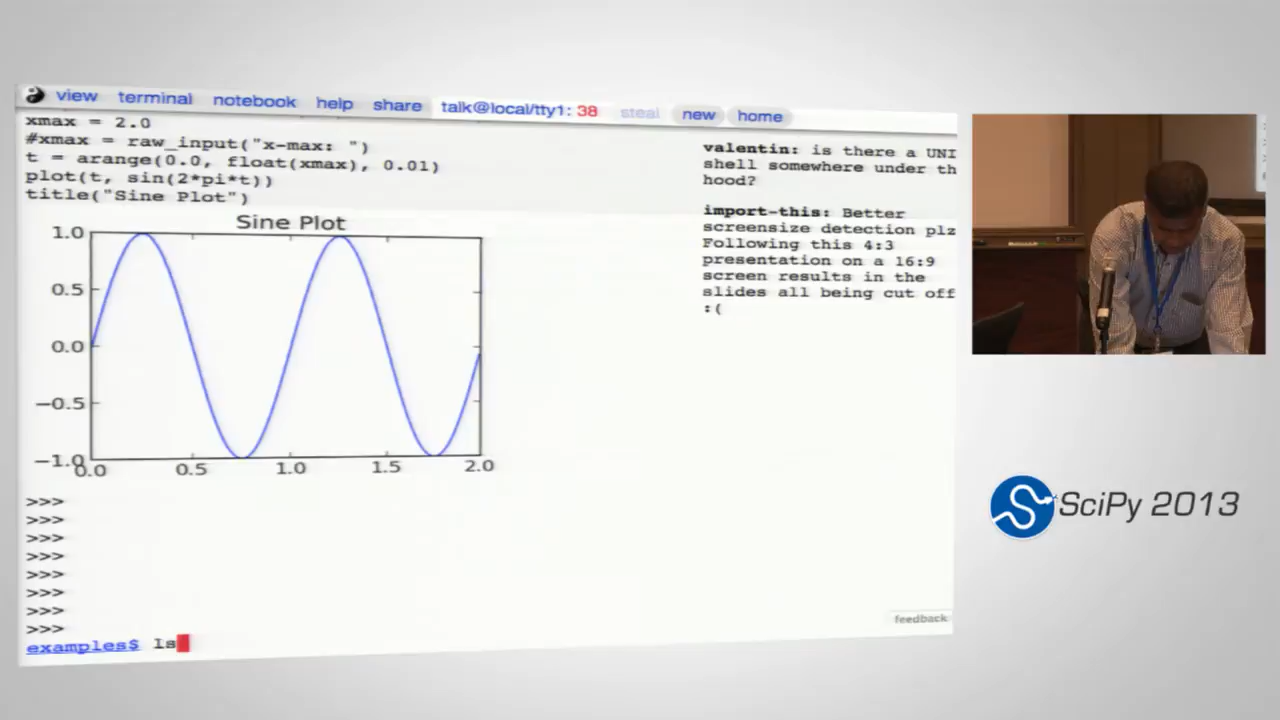 view terminal notebook help share talk@local/tty1: 38 steal new home
xmax = 2.0
#xmax = raw_input("x-max: ")
t = arange(0.0, float(xmax), 0.01)
plot(t, sin(2*pi*t))
title("Sine Plot")
Sine Plot
1.0
0.5
0.0
−0.5
−1.0
0.0 0.5 1.0 1.5 2.0
>>>
>>>
>>>
>>>
>>>
>>>
>>>
>>>
examples$ ls
valentin: is there a UNI
shell somewhere under th
hood?
import-this: Better
screensize detection plz
Following this 4:3
presentation on a 16:9
screen results in the
slides all being cut off
:(
feedback
SciPy 2013